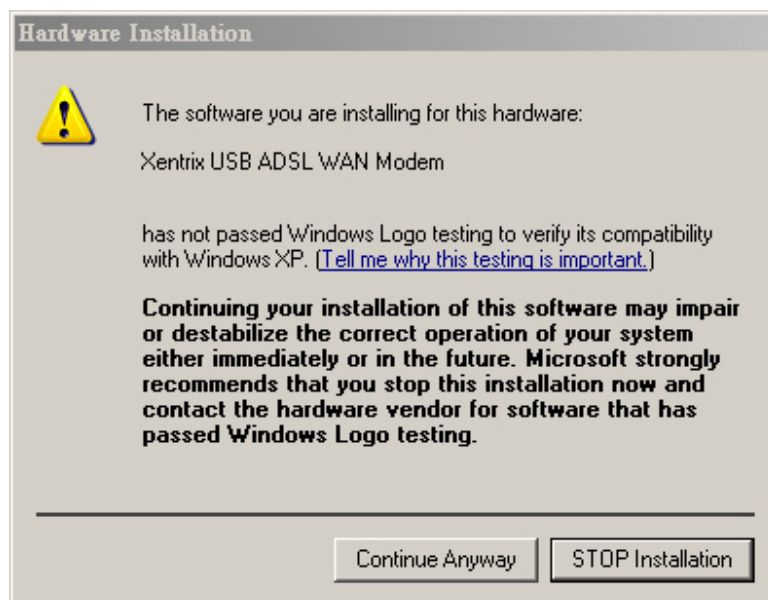 Hardware Installation
The software you are installing for this hardware:
Xentrix USB ADSL WAN Modem
has not passed Windows Logo testing to verify its compatibility
with Windows XP. (Tell me why this testing is important.)
Continuing your installation of this software may impair
or destabilize the correct operation of your system
either immediately or in the future. Microsoft strongly
recommends that you stop this installation now and
contact the hardware vendor for software that has
passed Windows Logo testing.
Continue Anyway
STOP Installation